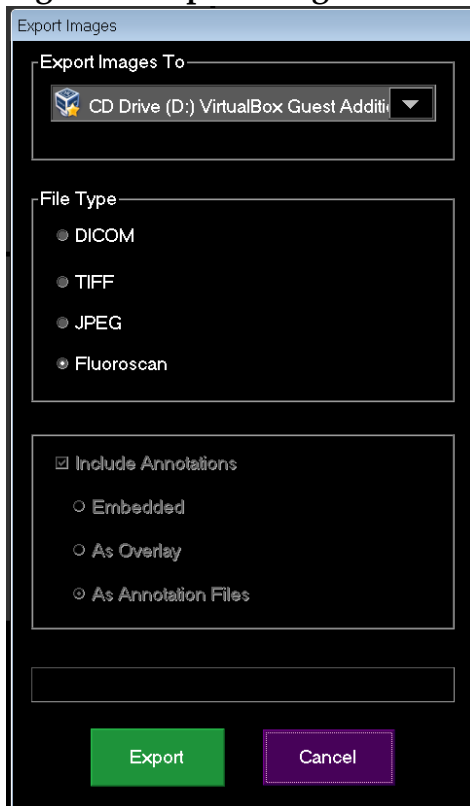 Export Images
Export Images To
CD Drive (D:) VirtualBox Guest Additi
File Type
DICOM
TIFF
JPEG
Fluoroscan
Include Annotations
Embedded
As Overlay
As Annotation Files
Export
Cancel